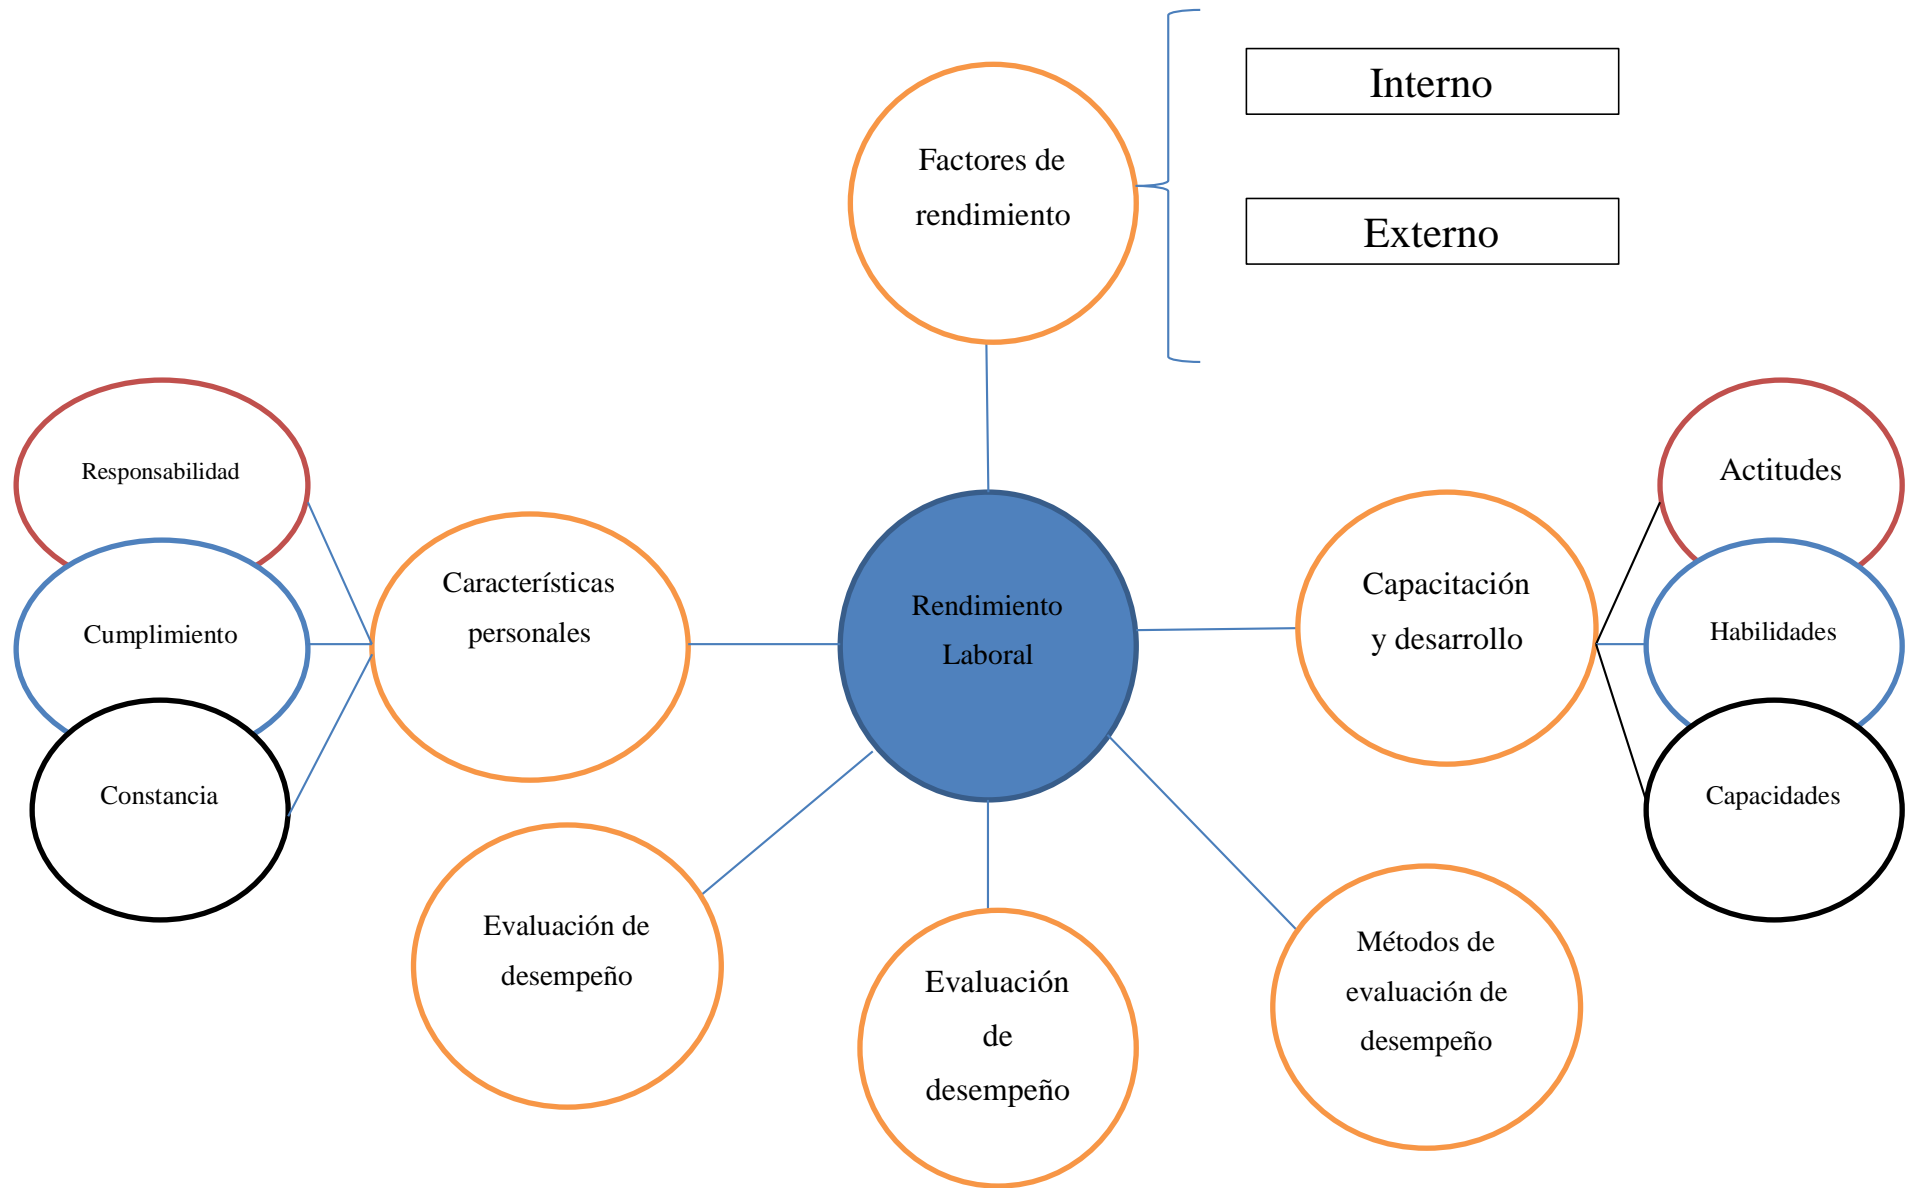 Interno
Externo
Factores de
rendimiento
Responsabilidad
Cumplimiento
Constancia
Características
personales
Rendimiento
Laboral
Capacitación
y desarrollo
Actitudes
Habilidades
Capacidades
Evaluación de
desempeño
Evaluación
de
desempeño
Métodos de
evaluación de
desempeño